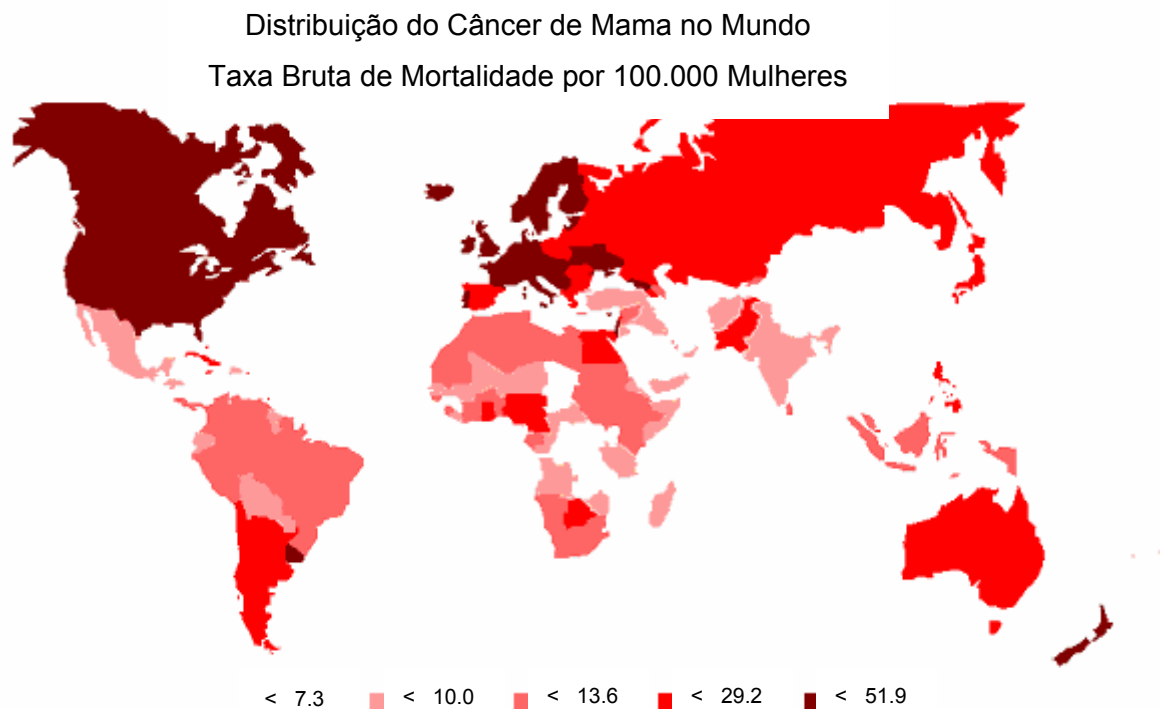 Distribuição do Câncer de Mama no Mundo
Taxa Bruta de Mortalidade por 100.000 Mulheres
< 7.3 < 10.0 < 13.6 < 29.2 < 51.9